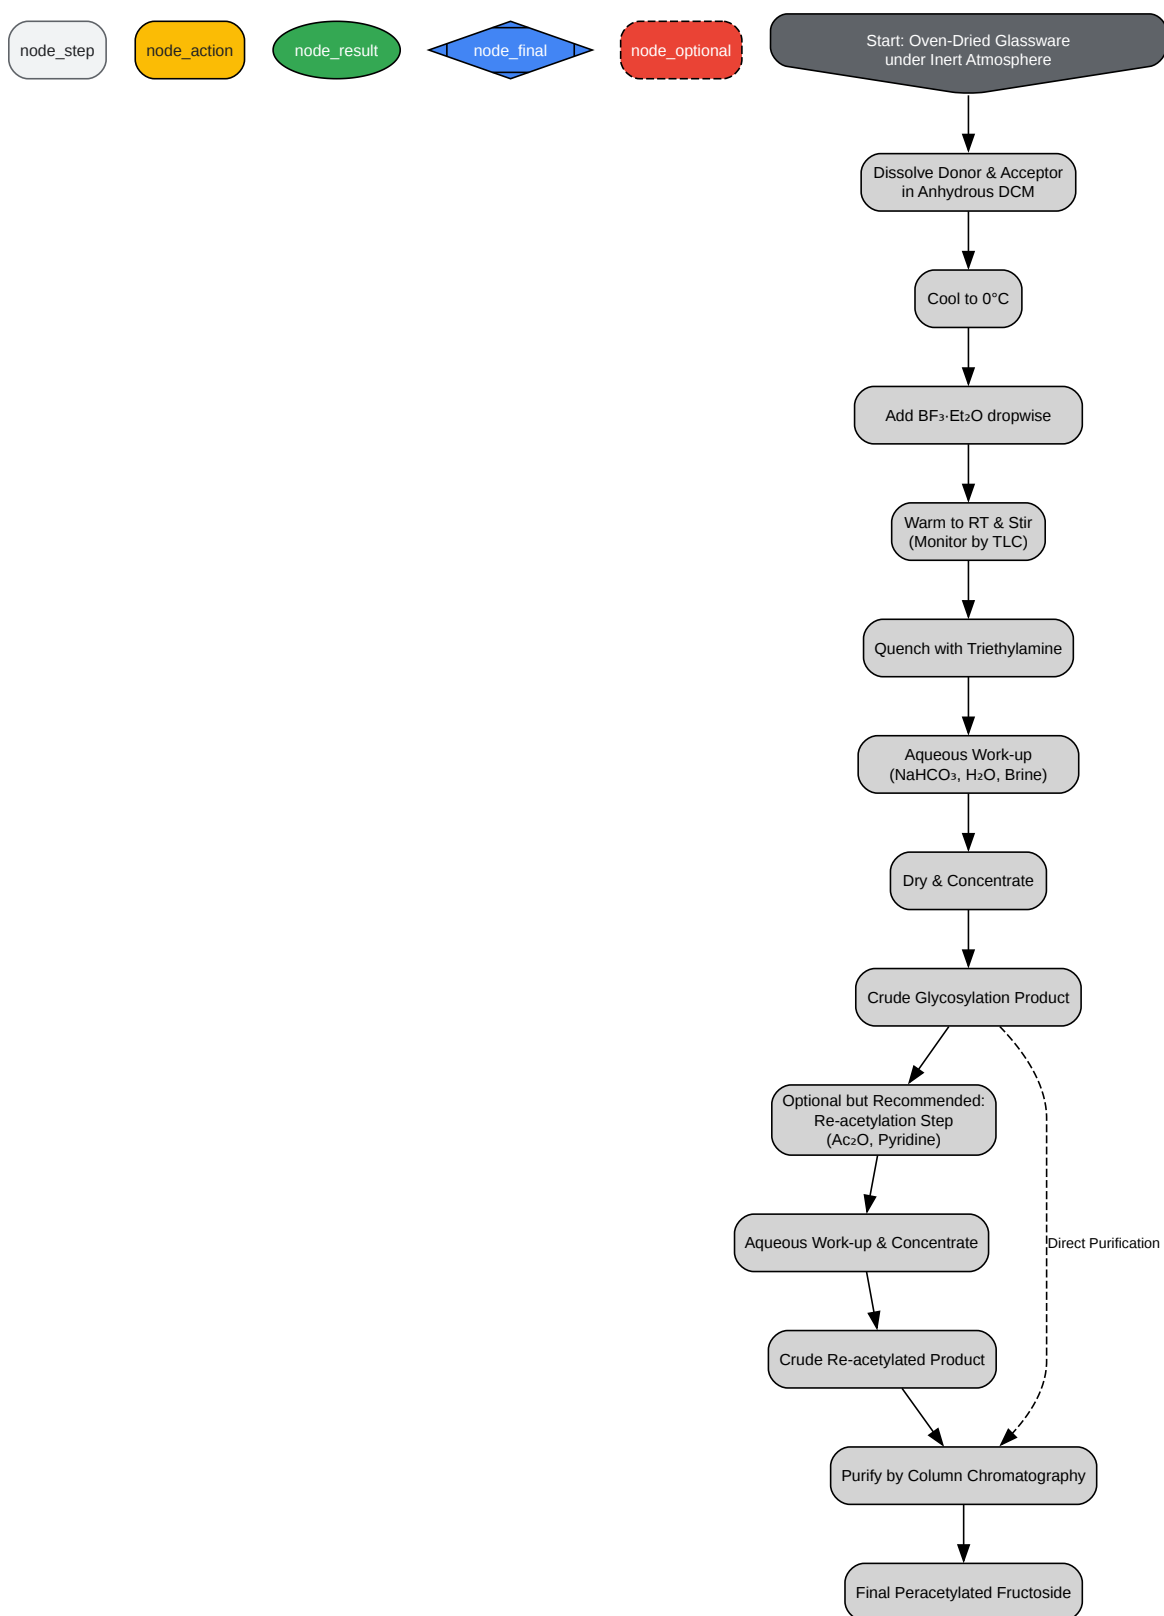 node_step
node_action
node_result
node_final
node_optional
Start: Oven-Dried Glassware
under Inert Atmosphere
Dissolve Donor & Acceptor
in Anhydrous DCM
Cool to 0°C
Add BF₃·Et₂O dropwise
Warm to RT & Stir
(Monitor by TLC)
Quench with Triethylamine
Aqueous Work-up
(NaHCO₃, H₂O, Brine)
Dry & Concentrate
Crude Glycosylation Product
Optional but Recommended:
Re-acetylation Step
(Ac₂O, Pyridine)
Aqueous Work-up & Concentrate
Direct Purification
Crude Re-acetylated Product
Purify by Column Chromatography
Final Peracetylated Fructoside